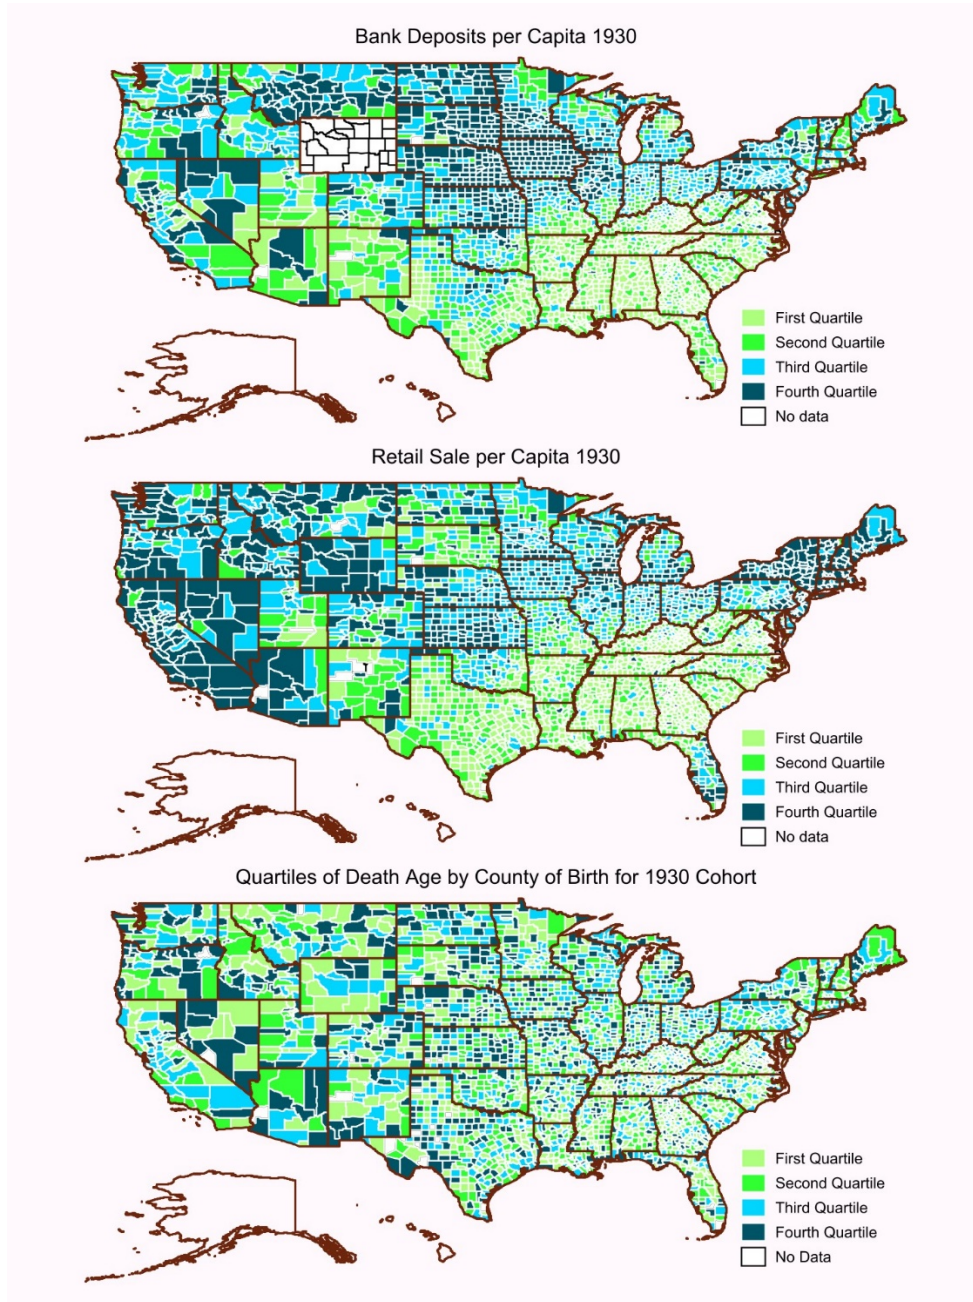 Bank Deposits per Capita 1930
First Quartile
Second Quartile
Third Quartile
Fourth Quartile
No data
Retail Sale per Capita 1930
First Quartile
Second Quartile
Third Quartile
Fourth Quartile
No data
Quartiles of Death Age by County of Birth for 1930 Cohort
First Quartile
Second Quartile
Third Quartile
Fourth Quartile
No Data